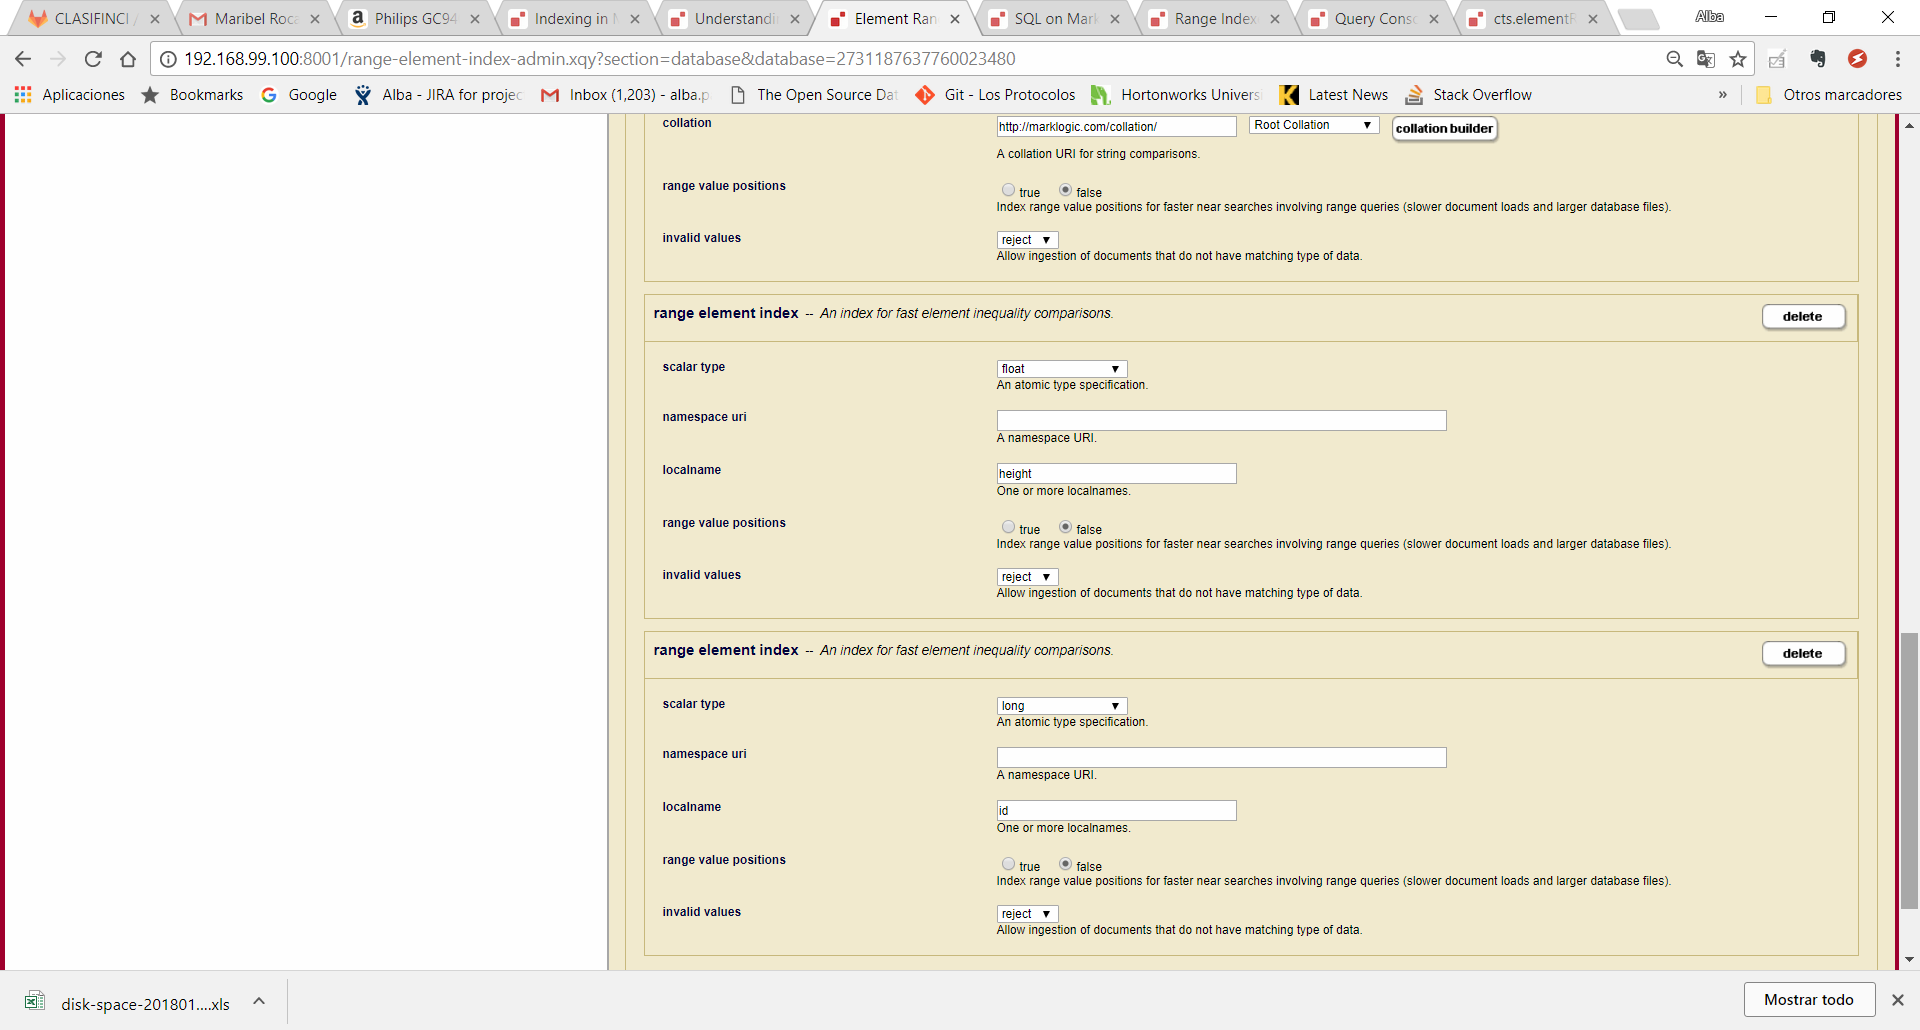 CLASIFINCI /
Maribel Roca
Philips GC94
Indexing in M
Understandi
Element Ran
SQL on Mark
Range Index
Query Conso
cts.elementR
Alba
192.168.99.100:8001/range-element-index-admin.xqy?section=database&database=2731187637760023480
Aplicaciones
Bookmarks
Google
Alba - JIRA for projec
Inbox (1,203) - alba.p
The Open Source Dat
Git - Los Protocolos
Hortonworks Universi
Latest News
Stack Overflow
»
Otros marcadores
collation
http://marklogic.com/collation/
Root Collation
collation builder
A collation URI for string comparisons.
range value positions
true
false
Index range value positions for faster near searches involving range queries (slower document loads and larger database files).
invalid values
reject
Allow ingestion of documents that do not have matching type of data.
range element index -- An index for fast element inequality comparisons.
delete
scalar type
float
An atomic type specification.
namespace uri
A namespace URI.
localname
height
One or more localnames.
range value positions
true
false
Index range value positions for faster near searches involving range queries (slower document loads and larger database files).
invalid values
reject
Allow ingestion of documents that do not have matching type of data.
range element index -- An index for fast element inequality comparisons.
delete
scalar type
long
An atomic type specification.
namespace uri
A namespace URI.
localname
id
One or more localnames.
range value positions
true
false
Index range value positions for faster near searches involving range queries (slower document loads and larger database files).
invalid values
reject
Allow ingestion of documents that do not have matching type of data.
disk-space-201801....xls
Mostrar todo